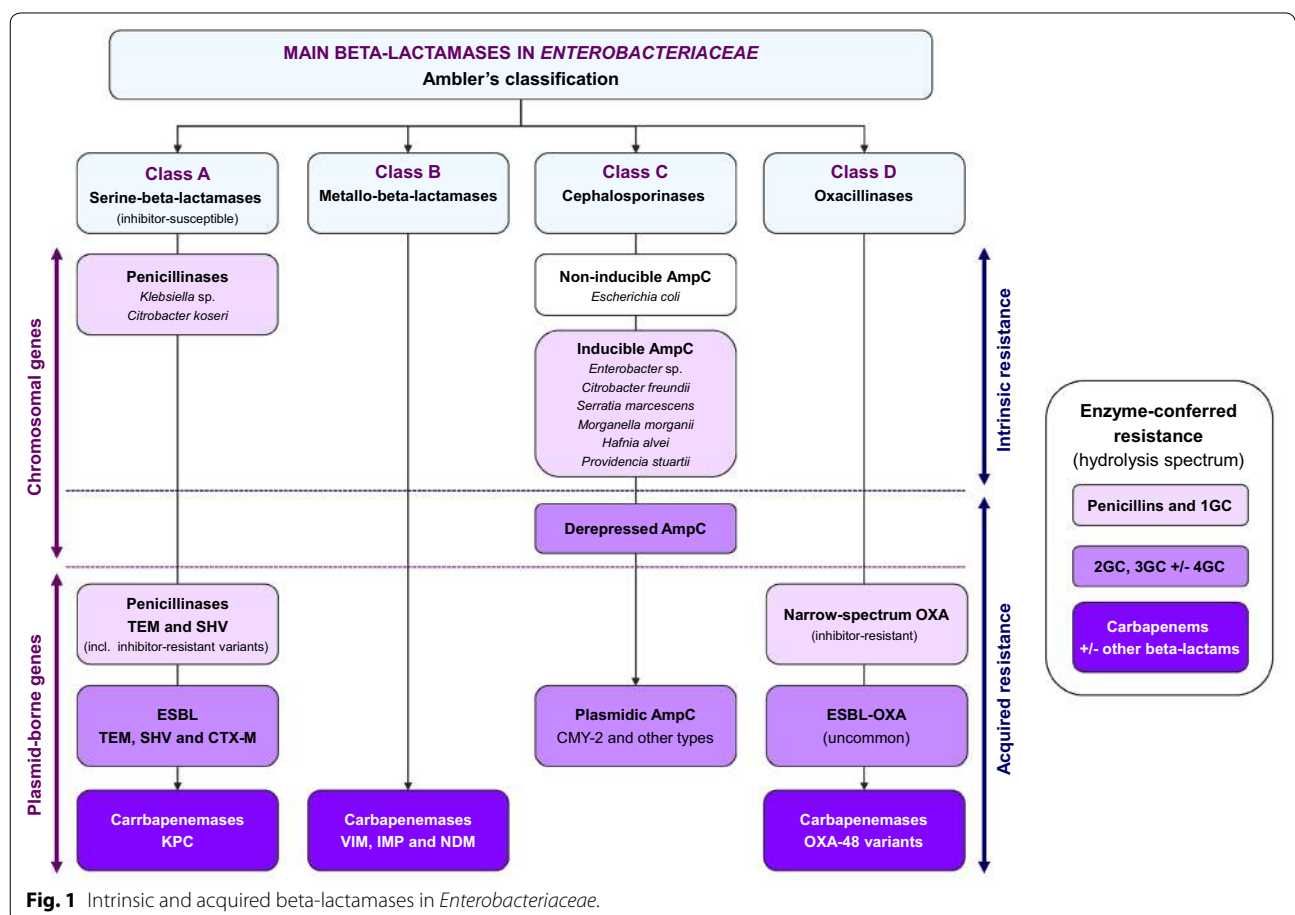 MAIN BETA-LACTAMASES IN ENTEROBACTERIACEAE
Ambler's classification
Class A
Serine-beta-lactamases
(inhibitor-susceptible)
Class B
Metallo-beta-lactamases
Class C
Cephalosporinases
Class D
Oxacillinases
Chromosomal genes
Penicillinases
Klebsiella sp.
Citrobacter koseri
Non-inducible AmpC
Escherichia coli
Inducible AmpC
Enterobacter sp.
Citrobacter freundii
Serratia marcescens
Morganella morganii
Hafnia alvei
Providencia stuartii
Intrinsic resistance
Derepressed AmpC
Plasmid-borne genes
Penicillinases
TEM and SHV
(incl. inhibitor-resistant variants)
Narrow-spectrum OXA
(inhibitor-resistant)
ESBL
TEM, SHV and CTX-M
Plasmidic AmpC
CMY-2 and other types
ESBL-OXA
(uncommon)
Carrbapenemases
KPC
Carbapenemases
VIM, IMP and NDM
Carbapenemases
OXA-48 variants
Acquired resistance
Enzyme-conferred
resistance
(hydrolysis spectrum)
Penicillins and 1GC
2GC, 3GC +/- 4GC
Carbapenems
+/- other beta-lactams
Fig. 1 Intrinsic and acquired beta-lactamases in Enterobacteriaceae.